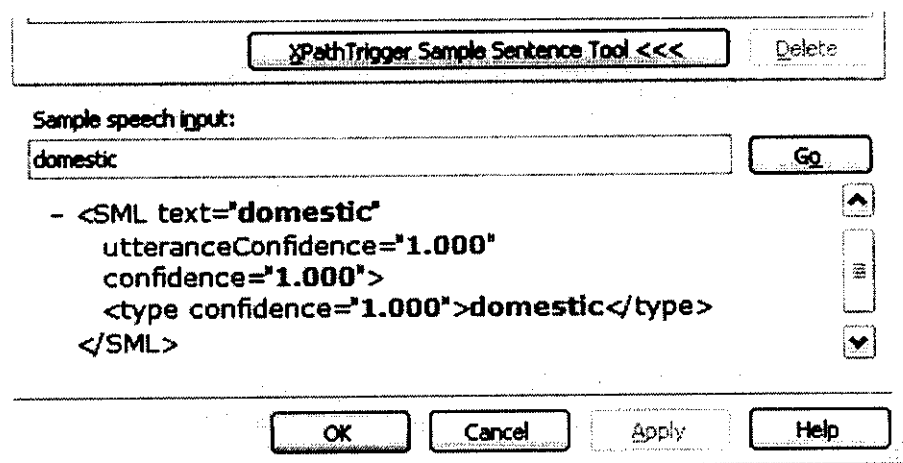 XPathTrigger Sample Sentence Tool <<<
Delete
Sample speech input:
domestic
Go
- <SML text="domestic"
utteranceConfidence="1.000"
confidence="1.000">
<type confidence="1.000">domestic</type>
</SML>
OK
Cancel
Apply
Help